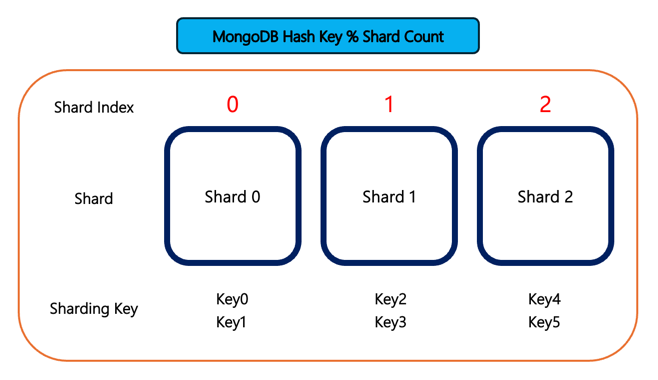 MongoDB Hash Key % Shard Count
Shard Index 0 1 2
Shard Shard 0 Shard 1 Shard 2
Sharding Key
Key0 Key2 Key4
Key1 Key3 Key5